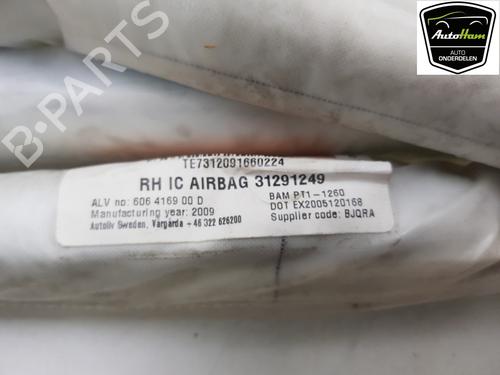 AutoHam
AUTO
ONDERDELEN
B-PARTS
TE7312091660224
RH IC AIRBAG 31291249
ALV no: 606 4169 00 D
BAM PT1-1260
Manufacturing year: 2009
DOT EX2005120168
Autoliv Sweden, Vårgårda +46 322 626200
Supplier code: BJQRA